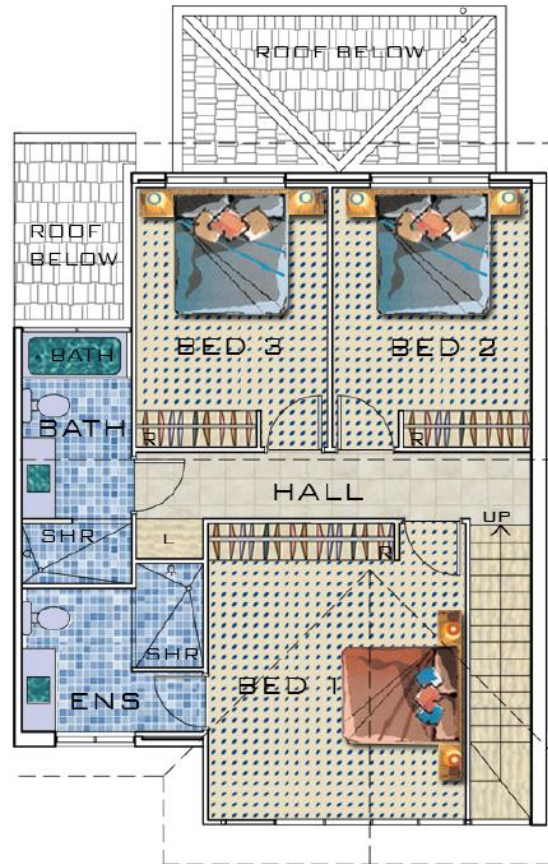 ROOF BELOW
ROOF
BELOW
BATH
BED 3
BED 2
BATH
R
R
HALL
UP
SHR
L
R
SHR
BED 1
ENS